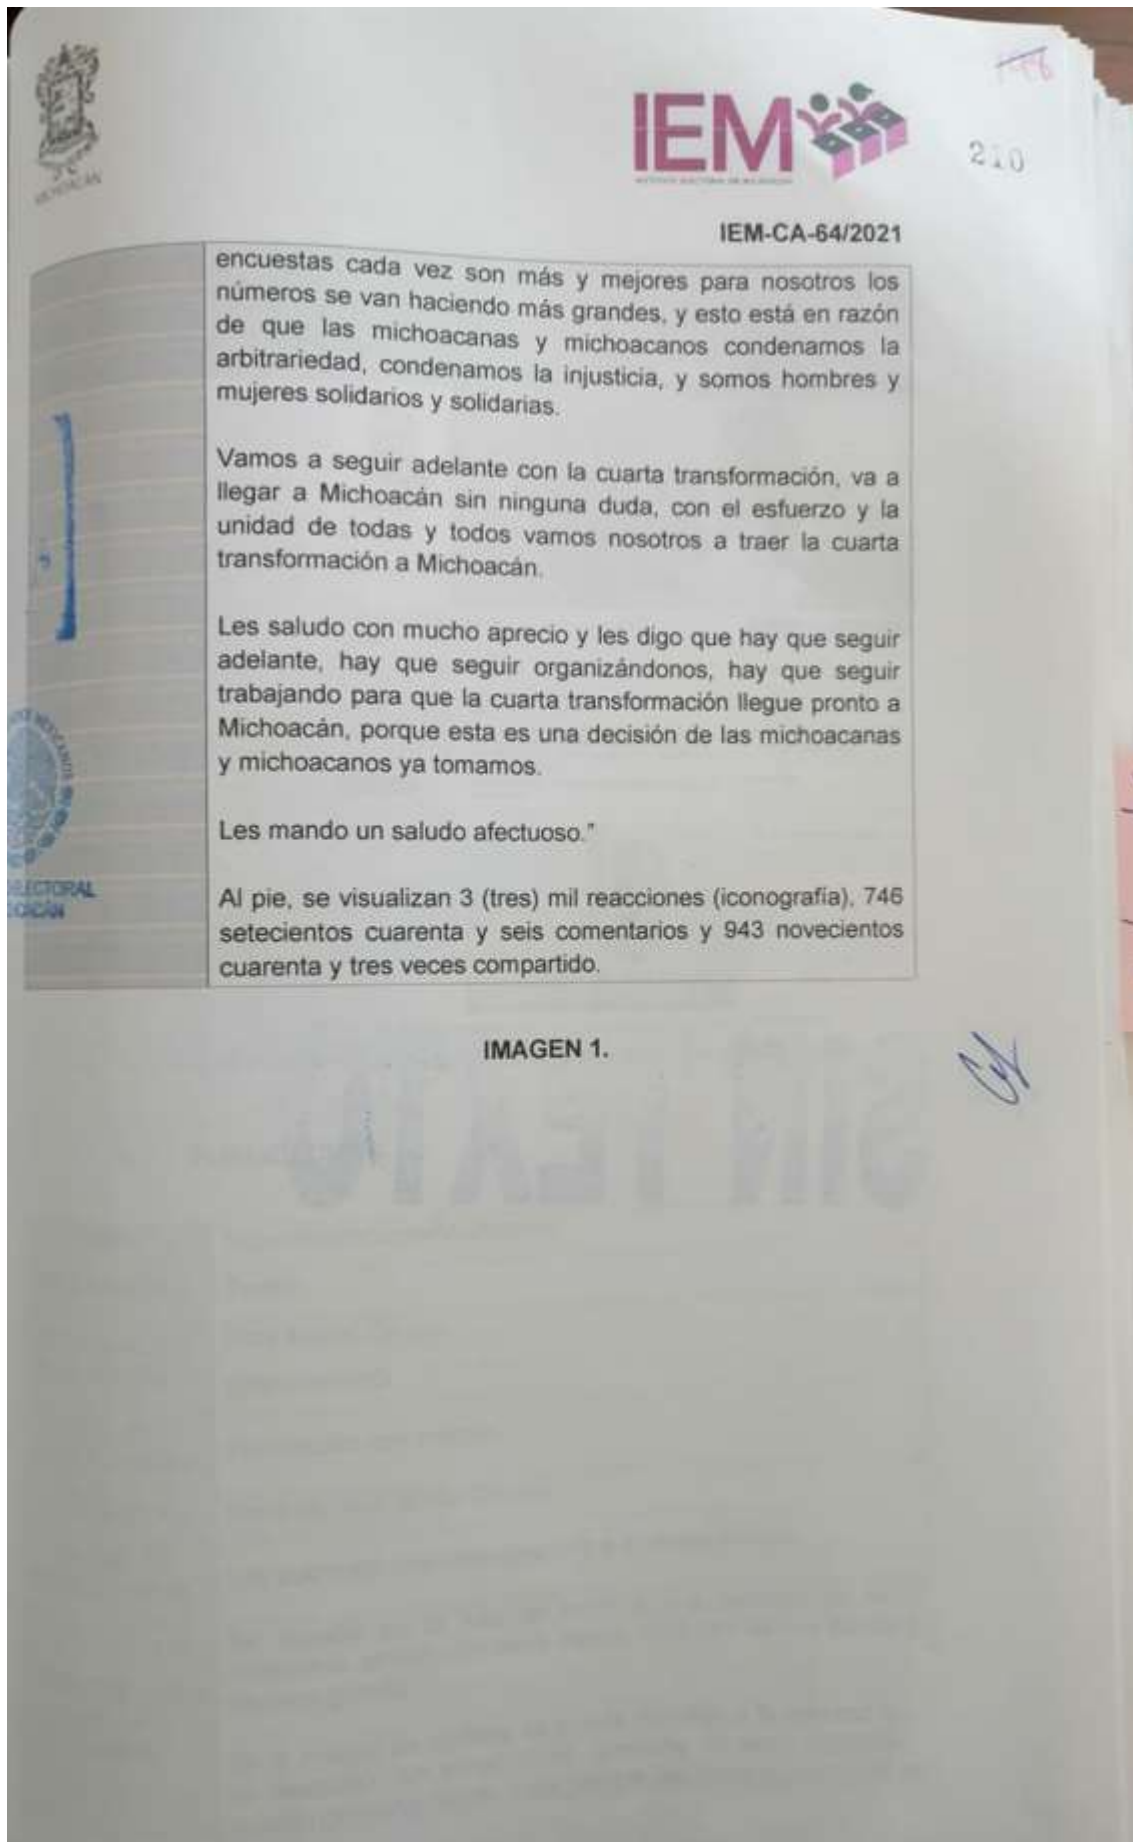 MICHOACÁN
IEM
INSTITUTO ELECTORAL DE MICHOACÁN
210
IEM-CA-64/2021
encuestas cada vez son más y mejores para nosotros los
números se van haciendo más grandes, y esto está en razón
de que las michoacanas y michoacanos condenamos la
arbitrariedad, condenamos la injusticia, y somos hombres y
mujeres solidarios y solidarias.
Vamos a seguir adelante con la cuarta transformación, va a
llegar a Michoacán sin ninguna duda, con el esfuerzo y la
unidad de todas y todos vamos nosotros a traer la cuarta
transformación a Michoacán.
Les saludo con mucho aprecio y les digo que hay que seguir
adelante, hay que seguir organizándonos, hay que seguir
trabajando para que la cuarta transformación llegue pronto a
Michoacán, porque esta es una decisión de las michoacanas
y michoacanos ya tomamos.
Les mando un saludo afectuoso."
Al pie, se visualizan 3 (tres) mil reacciones (iconografía), 746
setecientos cuarenta y seis comentarios y 943 novecientos
cuarenta y tres veces compartido.
IMAGEN 1.
SIN TEXTO